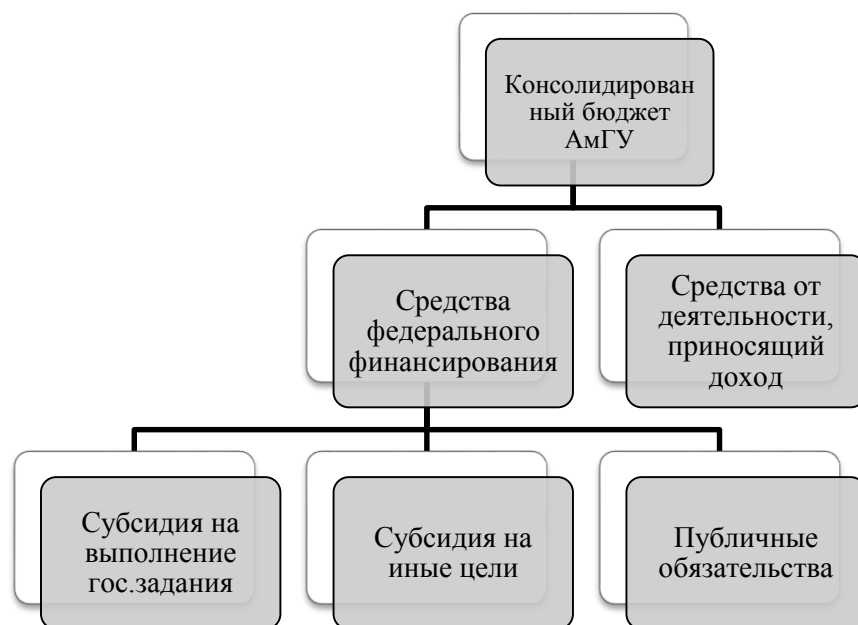 Консолидирован
ный бюджет
АмГУ
Средства
федерального
финансирования
Средства от
деятельности,
приносящий
доход
Субсидия на
выполнение
гос.задания
Субсидия на
иные цели
Публичные
обязательства